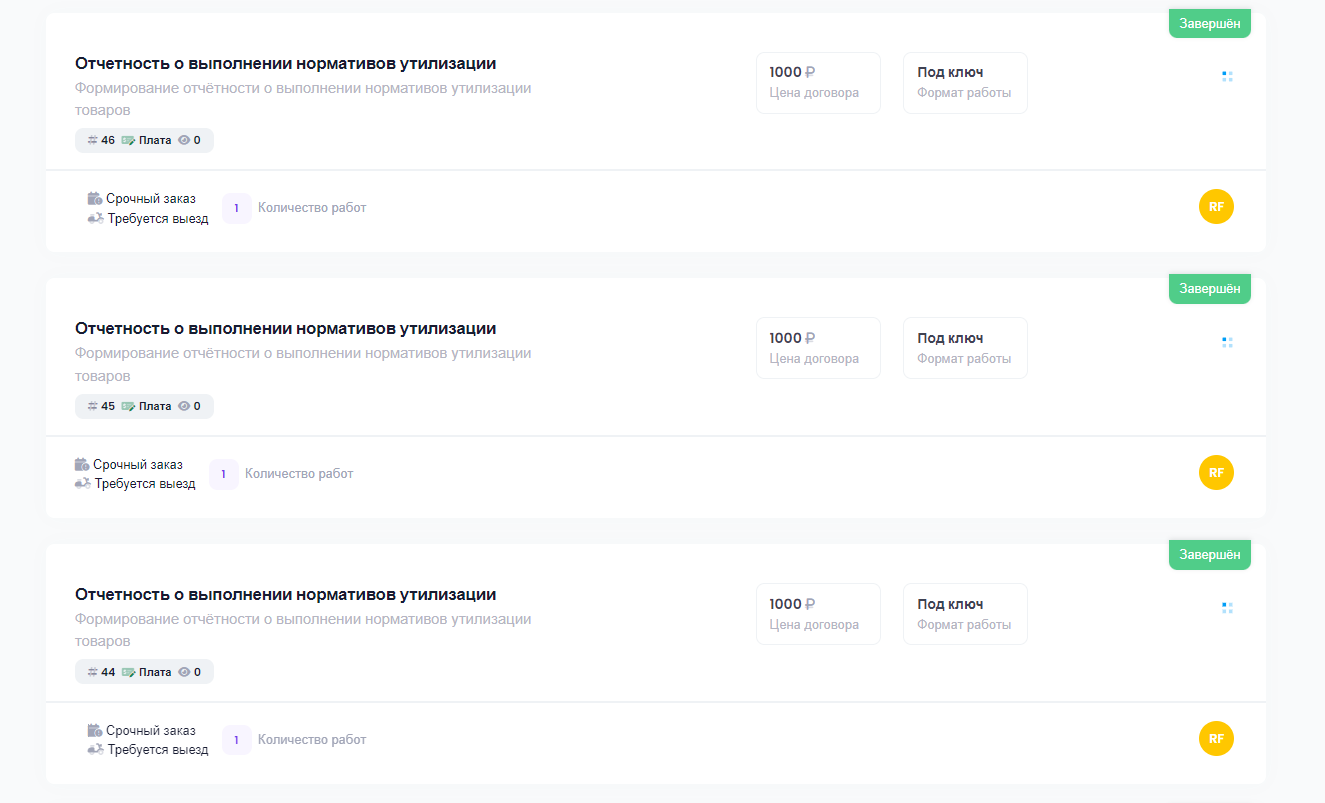 Завершён
Отчетность о выполнении нормативов утилизации
Формирование отчётности о выполнении нормативов утилизации
товаров
# 46 Плата 0
1000 ₽
Цена договора
Под ключ
Формат работы
Срочный заказ
Требуется выезд
1 Количество работ
RF
Завершён
Отчетность о выполнении нормативов утилизации
Формирование отчётности о выполнении нормативов утилизации
товаров
# 45 Плата 0
1000 ₽
Цена договора
Под ключ
Формат работы
Срочный заказ
Требуется выезд
1 Количество работ
RF
Завершён
Отчетность о выполнении нормативов утилизации
Формирование отчётности о выполнении нормативов утилизации
товаров
# 44 Плата 0
1000 ₽
Цена договора
Под ключ
Формат работы
Срочный заказ
Требуется выезд
1 Количество работ
RF